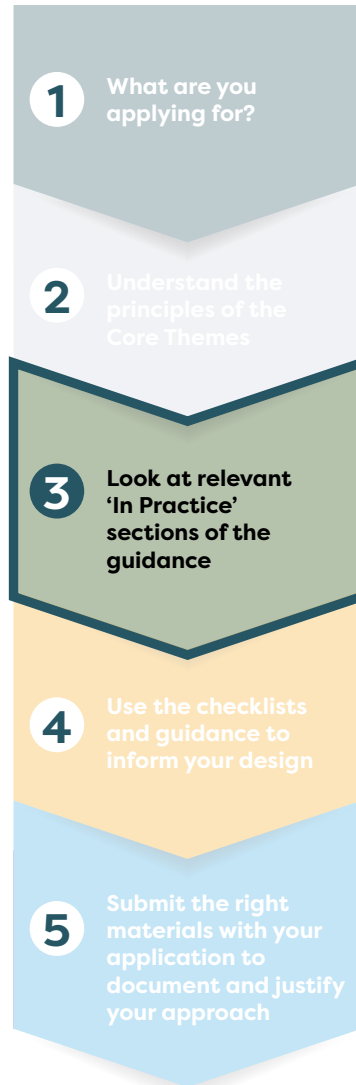 1
What are you
applying for?
2
Understand the
principles of the
Core Themes
3
Look at relevant
‘In Practice’
sections of the
guidance
4
Use the checklists
and guidance to
inform your design
5
Submit the right
materials with your
application to
document and justify
your approach